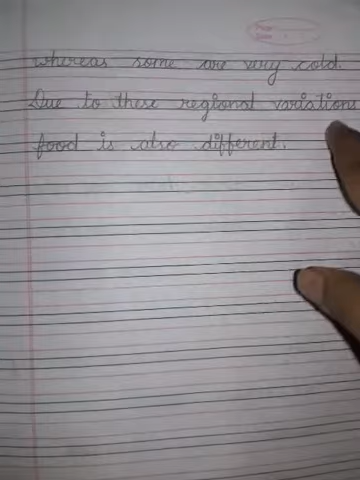 whereas some are very cold.
Due to these regional variations
food is also different.